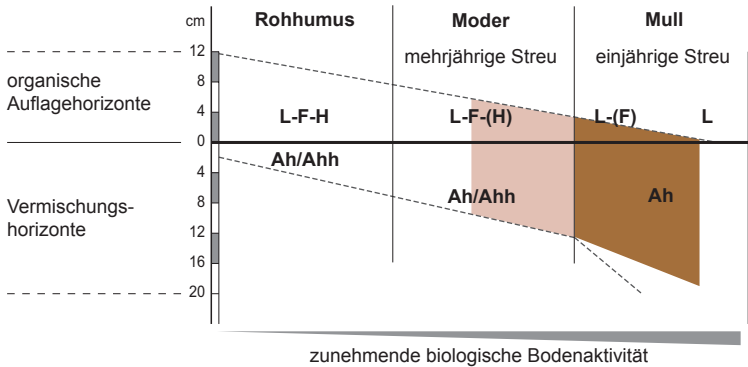 cm
Rohhumus
Moder
Mull
mehrjährige Streu
einjährige Streu
12
8
4
0
4
8
12
16
20
organische
Auflagehorizonte
L-F-H
L-F-(H)
L-(F)
L
Ah/Ahh
Ah/Ahh
Ah
Vermischungs-
horizonte
zunehmende biologische Bodenaktivität